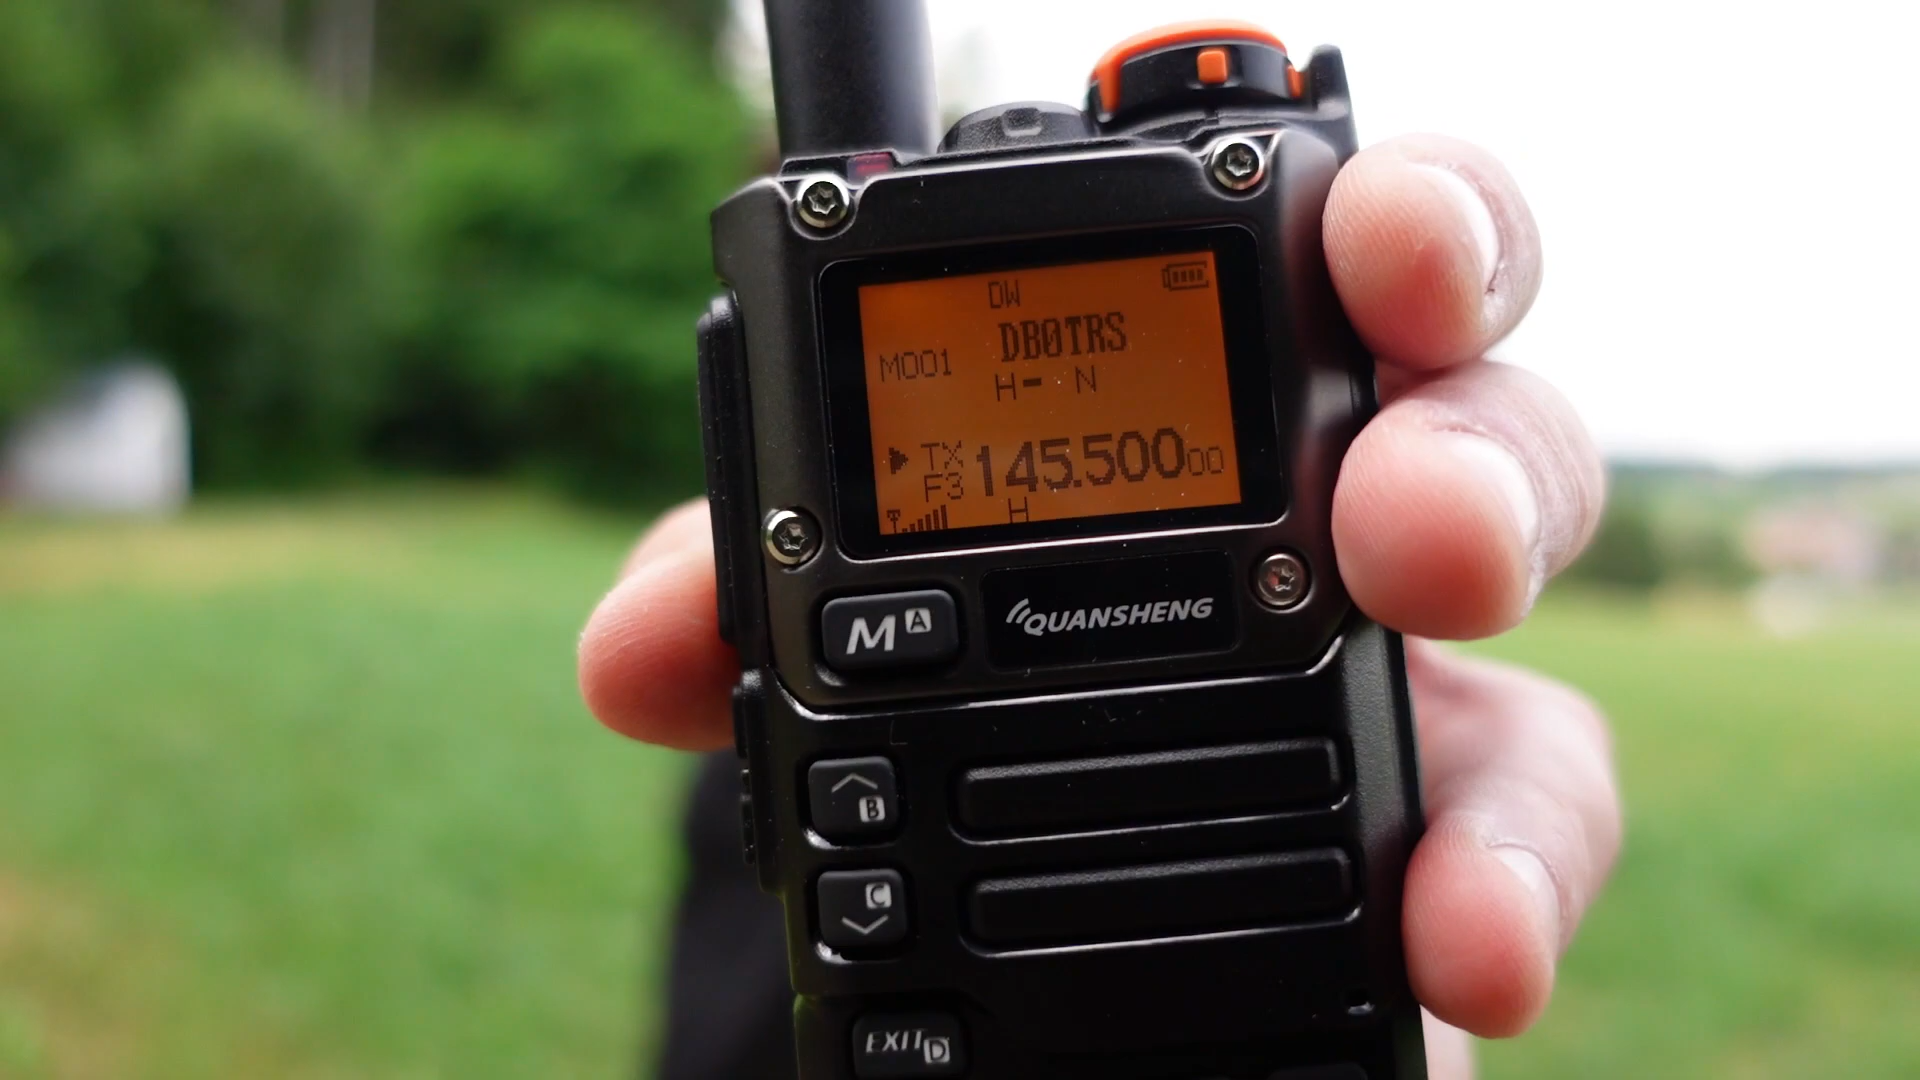 DW
DB0TRS
M001
H- N
TX
F3
145.50000
H
M A
QUANSHENG
B
C
EXIT D